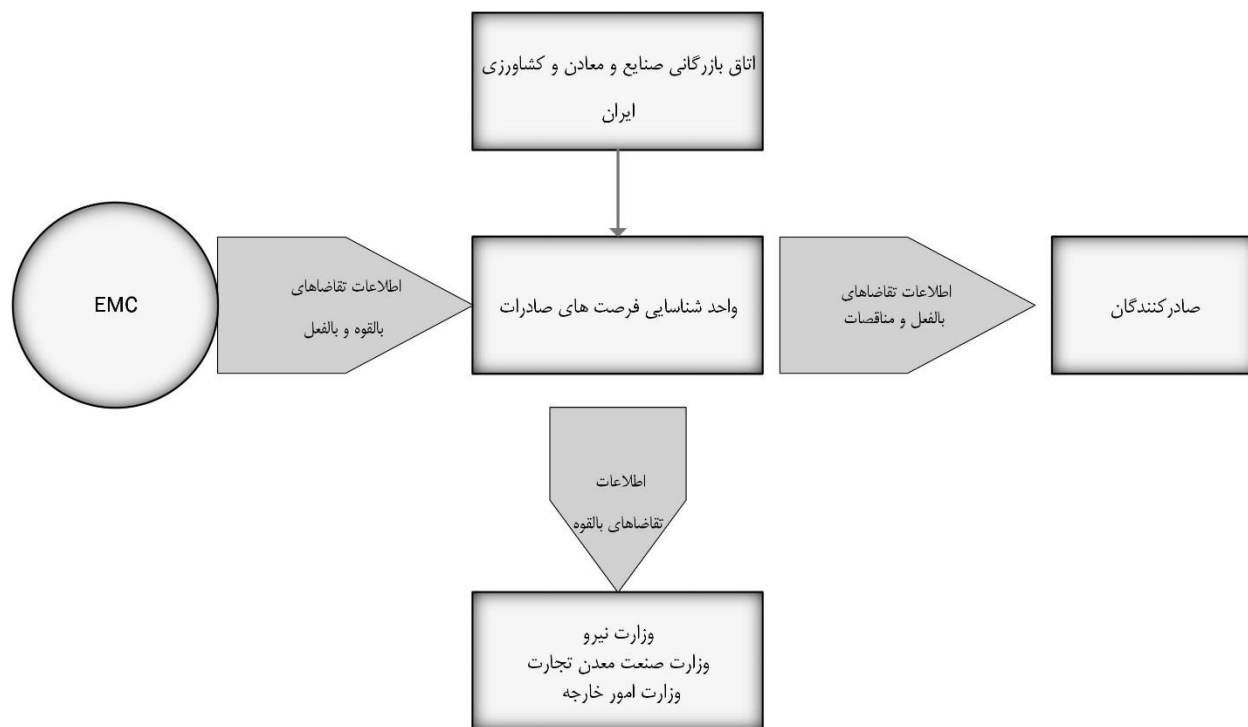 اتاق بازرگانی صنایع و معادن و کشاورزی
ایران
EMC
اطلاعات تقاضاهای
بالقوه و بالفعل
واحد شناسایی فرصت های صادرات
اطلاعات تقاضاهای
بالفعل و مناقصات
صادرکنندگان
اطلاعات
تقاضاهای بالقوه
وزارت نیرو
وزارت صنعت معدن تجارت
وزارت امور خارجه